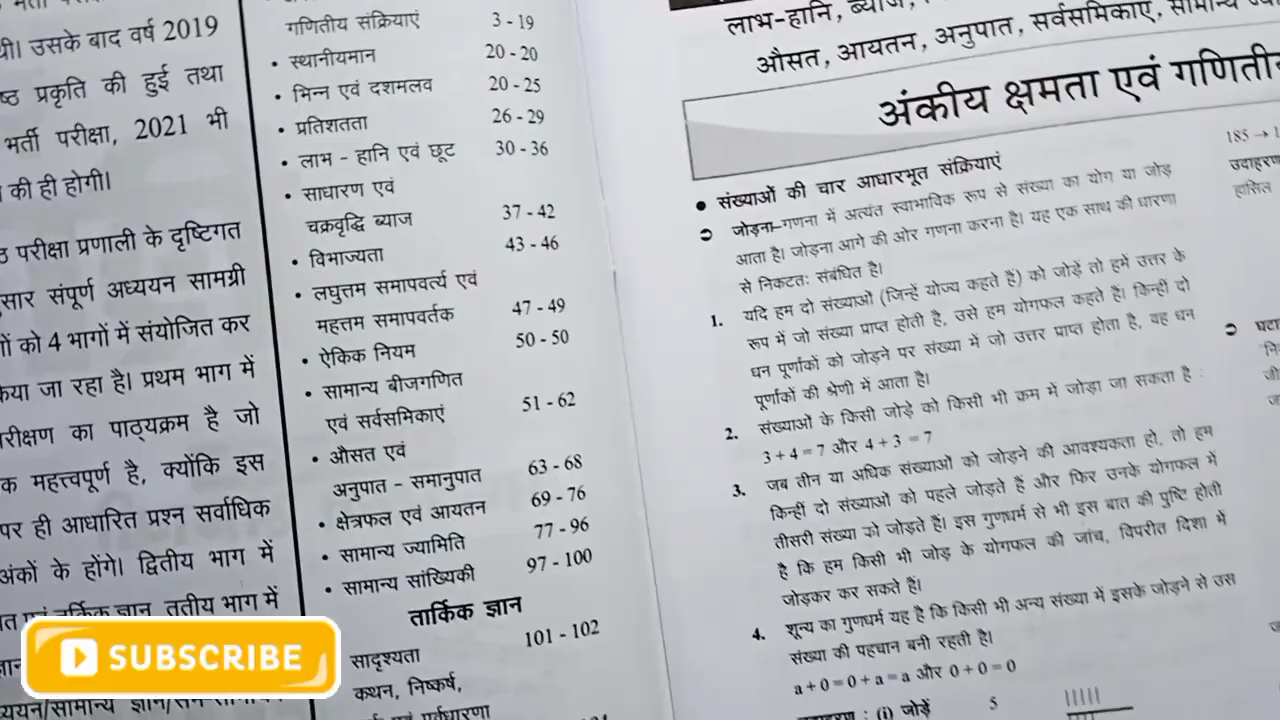 थी। उसके बाद वर्ष 2019
प्रकृति की हुई तथा
भर्ती परीक्षा, 2021 भी
की ही होगी।
परीक्षा प्रणाली के दृष्टिगत
संपूर्ण अध्ययन सामग्री
को 4 भागों में संयोजित कर
जा रहा है। प्रथम भाग में
का पाठ्यक्रम है जो
महत्त्वपूर्ण है, क्योंकि इस
पर ही आधारित प्रश्न सर्वाधिक
अंकों के होंगे। द्वितीय भाग में
तार्किक ज्ञान, तृतीय भाग में
गणितीय संक्रियाएं 3 - 19
• स्थानीयमान 20 - 20
• भिन्न एवं दशमलव 20 - 25
• प्रतिशतता 26 - 29
• लाभ - हानि एवं छूट 30 - 36
• साधारण एवं
चक्रवृद्धि ब्याज 37 - 42
• विभाज्यता 43 - 46
• लघुत्तम समापवर्त्य एवं
महत्तम समापवर्तक 47 - 49
• ऐकिक नियम 50 - 50
• सामान्य बीजगणित
एवं सर्वसमिकाएं 51 - 62
• औसत एवं
अनुपात - समानुपात 63 - 68
• क्षेत्रफल एवं आयतन 69 - 76
• सामान्य ज्यामिति 77 - 96
• सामान्य सांख्यिकी 97 - 100
तार्किक ज्ञान
सादृश्यता 101 - 102
कथन, निष्कर्ष,
लाभ-हानि, ब्याज,
औसत, आयतन, अनुपात, सर्वसमिकाएं, सामान्य
अंकीय क्षमता एवं
• संख्याओं की चार आधारभूत संक्रियाएं
जोड़ना–गणना में अत्यंत स्वाभाविक रूप से संख्या का योग या जोड़
आता है। जोड़ना आगे की ओर गणना करना है। यह एक साथ की धारणा
से निकटतः संबंधित है।
1. यदि हम दो संख्याओं (जिन्हें योज्य कहते हैं) को जोड़ें तो हमें उत्तर के
रूप में जो संख्या प्राप्त होती है, उसे हम योगफल कहते हैं। किन्हीं दो
धन पूर्णांकों को जोड़ने पर संख्या में जो उत्तर प्राप्त होता है, वह धन
पूर्णांकों की श्रेणी में आता है।
2. संख्याओं के किसी जोड़े को किसी भी क्रम में जोड़ा जा सकता है :
3 + 4 = 7 और 4 + 3 = 7
3. जब तीन या अधिक संख्याओं को जोड़ने की आवश्यकता हो, तो हम
किन्हीं दो संख्याओं को पहले जोड़ते हैं और फिर उनके योगफल में
तीसरी संख्या को जोड़ते हैं। इस गुणधर्म से भी इस बात की पुष्टि होती
है कि हम किसी भी जोड़ के योगफल की जांच, विपरीत दिशा में
जोड़कर कर सकते हैं।
4. शून्य का गुणधर्म यह है कि किसी भी अन्य संख्या में इसके जोड़ने से उस
संख्या की पहचान बनी रहती है।
a + 0 = 0 + a = a और 0 + 0 = 0
(i) जोड़ें 5
185 →
उदाहरण
हासिल
SUBSCRIBE